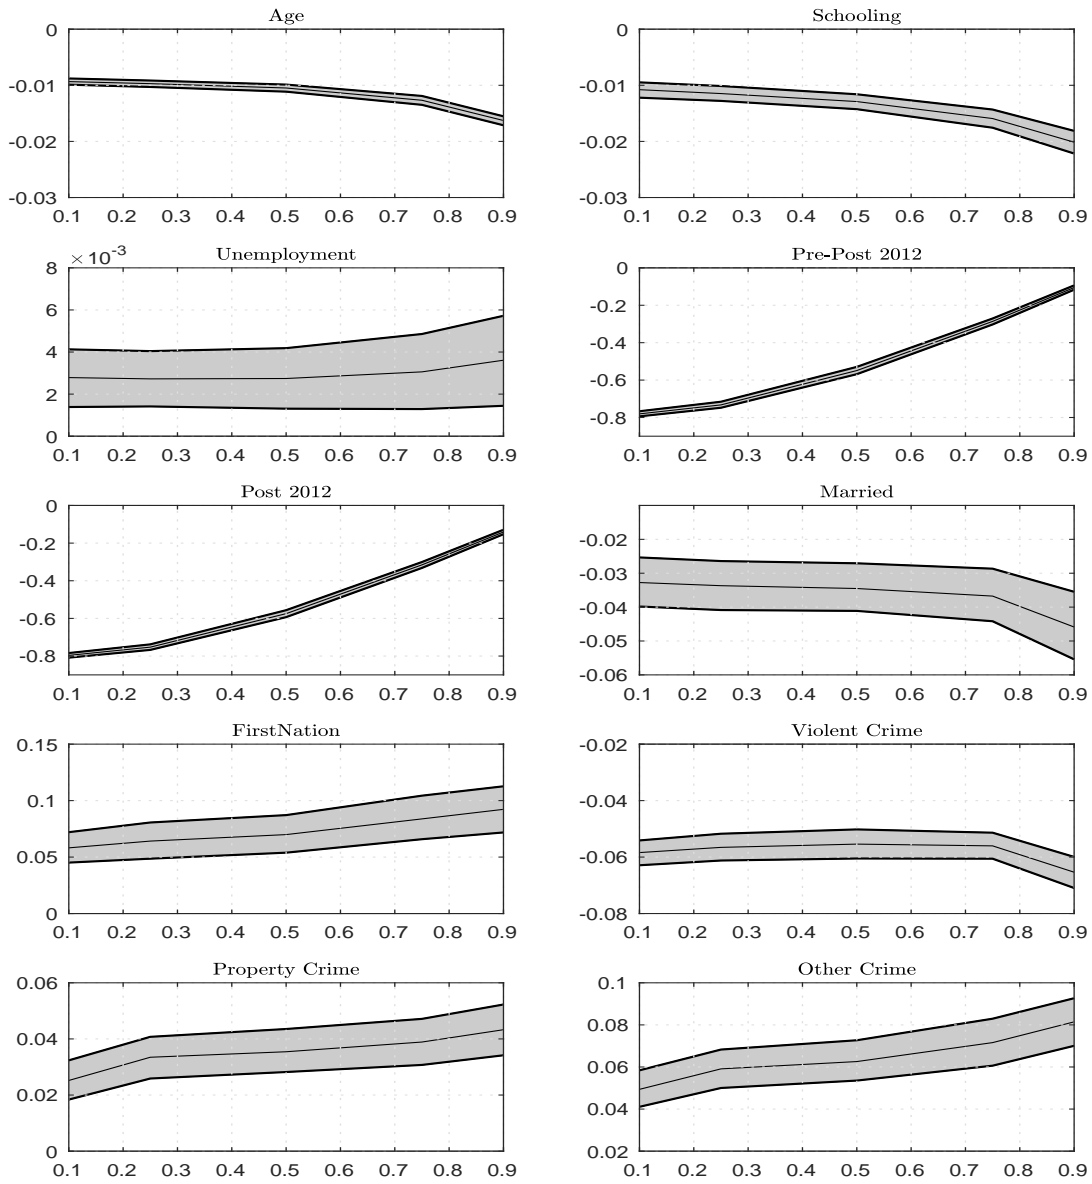 Age
0
-0.01
-0.02
-0.03
0.1 0.2 0.3 0.4 0.5 0.6 0.7 0.8 0.9
Schooling
0
-0.01
-0.02
-0.03
0.1 0.2 0.3 0.4 0.5 0.6 0.7 0.8 0.9
Unemployment
× 10-3
8
6
4
2
0
0.1 0.2 0.3 0.4 0.5 0.6 0.7 0.8 0.9
Pre-Post 2012
0
-0.2
-0.4
-0.6
-0.8
0.1 0.2 0.3 0.4 0.5 0.6 0.7 0.8 0.9
Post 2012
0
-0.2
-0.4
-0.6
-0.8
0.1 0.2 0.3 0.4 0.5 0.6 0.7 0.8 0.9
Married
-0.02
-0.03
-0.04
-0.05
-0.06
0.1 0.2 0.3 0.4 0.5 0.6 0.7 0.8 0.9
FirstNation
0.15
0.1
0.05
0
0.1 0.2 0.3 0.4 0.5 0.6 0.7 0.8 0.9
Violent Crime
-0.02
-0.04
-0.06
-0.08
0.1 0.2 0.3 0.4 0.5 0.6 0.7 0.8 0.9
Property Crime
0.06
0.04
0.02
0
0.1 0.2 0.3 0.4 0.5 0.6 0.7 0.8 0.9
Other Crime
0.1
0.08
0.06
0.04
0.02
0.1 0.2 0.3 0.4 0.5 0.6 0.7 0.8 0.9